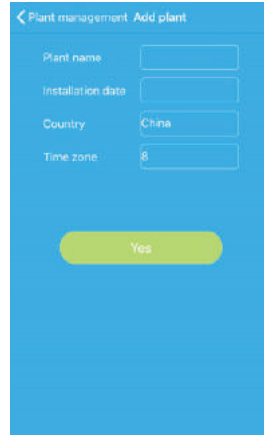 Plant management Add plant
Plant name
Installation date
Country China
Time zone 8
Yes